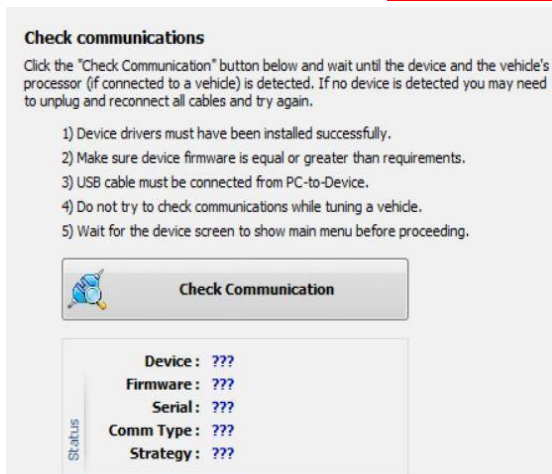 Check communications
Click the "Check Communication" button below and wait until the device and the vehicle's
processor (if connected to a vehicle) is detected. If no device is detected you may need
to unplug and reconnect all cables and try again.
1) Device drivers must have been installed successfully.
2) Make sure device firmware is equal or greater than requirements.
3) USB cable must be connected from PC-to-Device.
4) Do not try to check communications while tuning a vehicle.
5) Wait for the device screen to show main menu before proceeding.
Check Communication
Status
Device : ???
Firmware : ???
Serial : ???
Comm Type : ???
Strategy : ???